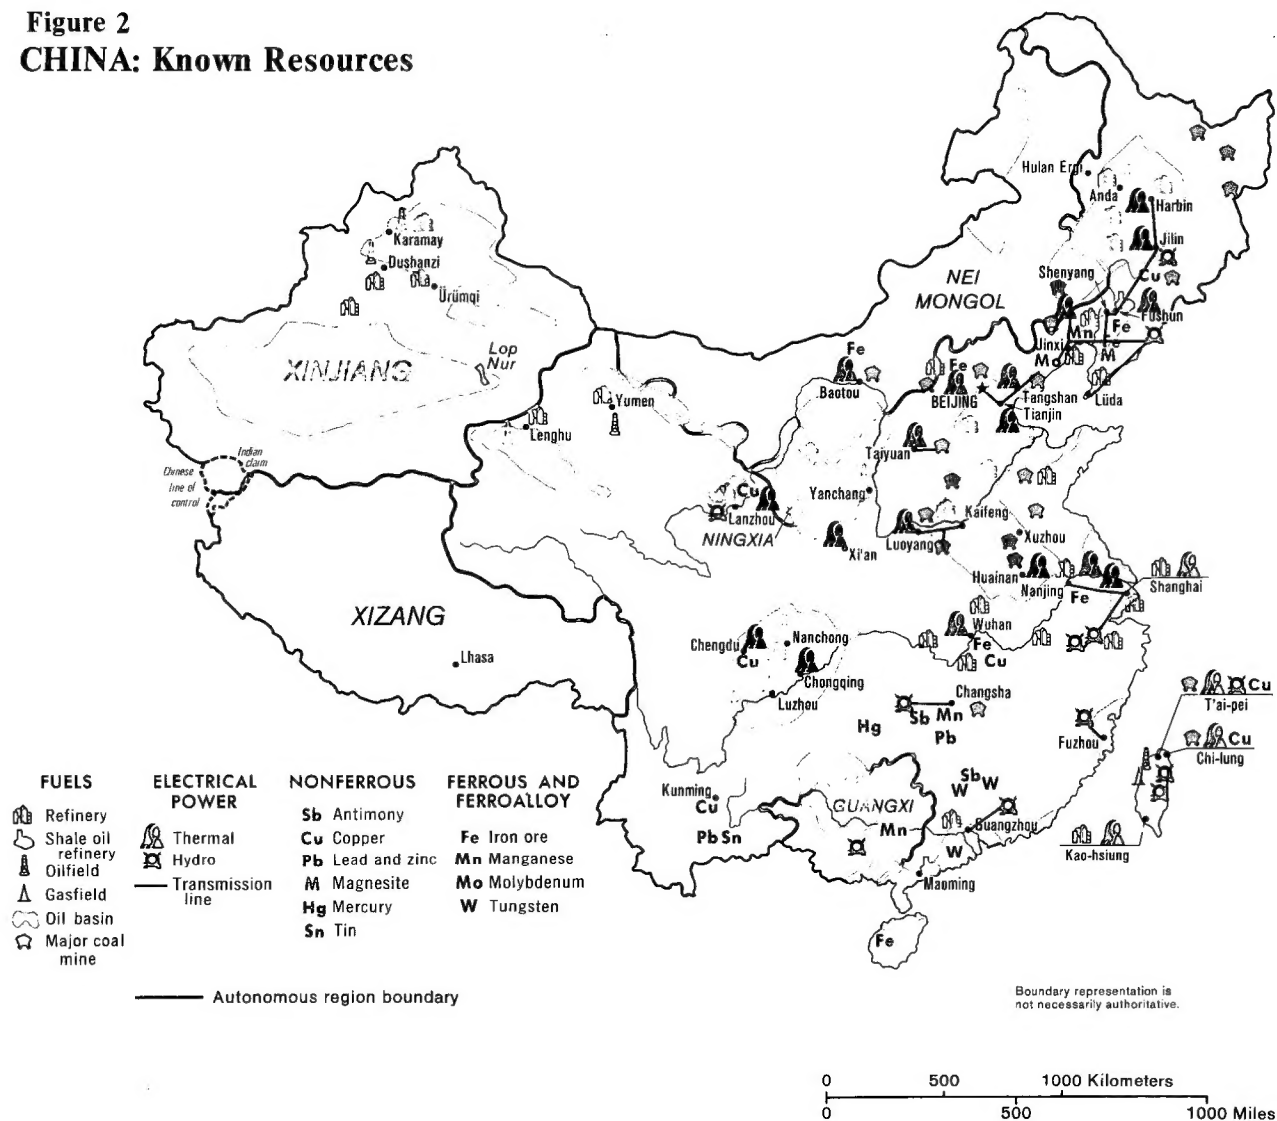 Figure 2
CHINA: Known Resources
Hulan Ergi
Anda
Harbin
Jilin
Cu
Shenyang
Fushun
Fe
Mn
Jinxi
Fe
Mo
M
Lüda
NEI
MONGOL
Karamay
Dushanzi
Ürümqi
Lop
Nur
XINJIANG
Fe
Baotou
Fe
BEIJING
Tangshan
Tianjin
Yumen
Lenghu
Taiyuan
Indian
claim
Chinese
line of
control
Yanchang
Cu
Lanzhou
NINGXIA
Xi'an
Kaifeng
Luoyang
Xuzhou
Huainan
Nanjing
Fe
Shanghai
XIZANG
Lhasa
Chengdu
Cu
Nanchong
Chongqing
Luzhou
Wuhan
Fe
Cu
Changsha
Sb
Mn
Hg
Pb
Fuzhou
Cu
T'ai-pei
Cu
Chi-lung
Kao-hsiung
Kunming
Cu
Pb Sn
GUANGXI
Mn
Sb
W
W
Guangzhou
W
Maoming
Fe
FUELS
Refinery
Shale oil
refinery
Oilfield
Gasfield
Oil basin
Major coal
mine
ELECTRICAL
POWER
Thermal
Hydro
Transmission
line
NONFERROUS
Sb Antimony
Cu Copper
Pb Lead and zinc
M Magnesite
Hg Mercury
Sn Tin
FERROUS AND
FERROALLOY
Fe Iron ore
Mn Manganese
Mo Molybdenum
W Tungsten
Autonomous region boundary
Boundary representation is
not necessarily authoritative.
0 500 1000 Kilometers
0 500 1000 Miles